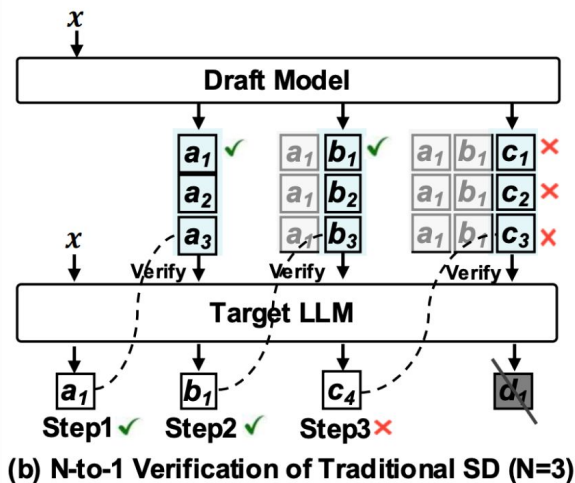 x
Draft Model
a1 ✓ a1 b1 ✓ a1 b1 c1 ×
a2 a1 b2 a1 b1 c2 ×
a3 a1 b3 a1 b1 c3 ×
x
Verify Verify Verify
Target LLM
a1 b1 c4 d1
Step1 ✓ Step2 ✓ Step3 ×
(b) N-to-1 Verification of Traditional SD (N=3)